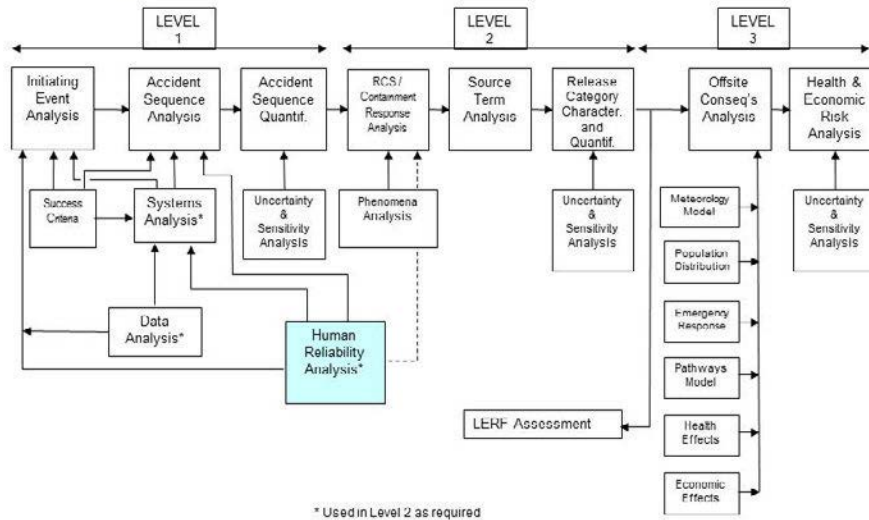 LEVEL
1
LEVEL
2
LEVEL
3
Initiating
Event
Analysis
Accident
Sequence
Analysis
Accident
Sequence
Quantif.
RCS /
Containment
Response
Analysis
Source
Term
Analysis
Release
Category
Character.
and
Quantif.
Offsite
Conseq's
Analysis
Health &
Economic
Risk
Analysis
Success
Criteria
Systems
Analysis*
Uncertainty
&
Sensitivity
Analysis
Phenomena
Analysis
Uncertainty
&
Sensitivity
Analysis
Meteorology
Model
Uncertainty
&
Sensitivity
Analysis
Population
Distribution
Data
Analysis*
Human
Reliability
Analysis*
Emergency
Response
Pathways
Model
LERF Assessment
Health
Effects
Economic
Effects
* Used in Level 2 as required